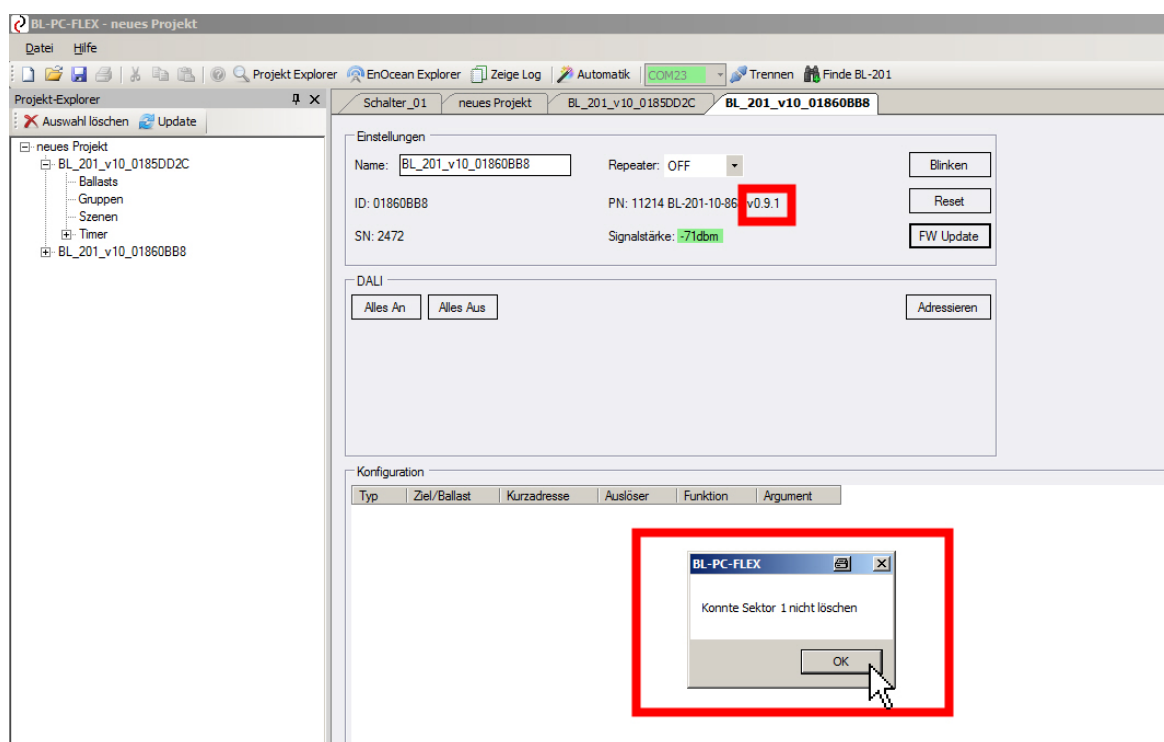 BL-PC-FLEX - neues Projekt
Datei Hilfe
Projekt Explorer EnOcean Explorer Zeige Log Automatik COM23 Trennen Finde BL-201
Projekt-Explorer
Auswahl löschen Update
neues Projekt
BL_201_v10_0185DD2C
Ballasts
Gruppen
Szenen
Timer
BL_201_v10_01860BB8
Schalter_01 neues Projekt BL_201_v10_0185DD2C BL_201_v10_01860BB8
Einstellungen
Name: BL_201_v10_01860BB8 Repeater: OFF Blinken
ID: 01860BB8 PN: 11214 BL-201-10-868 v0.9.1 Reset
SN: 2472 Signalstärke: -71dbm FW Update
DALI
Alles An Alles Aus Adressieren
Konfiguration
Typ Ziel/Ballast Kurzadresse Auslöser Funktion Argument
BL-PC-FLEX
Konnte Sektor 1 nicht löschen
OK